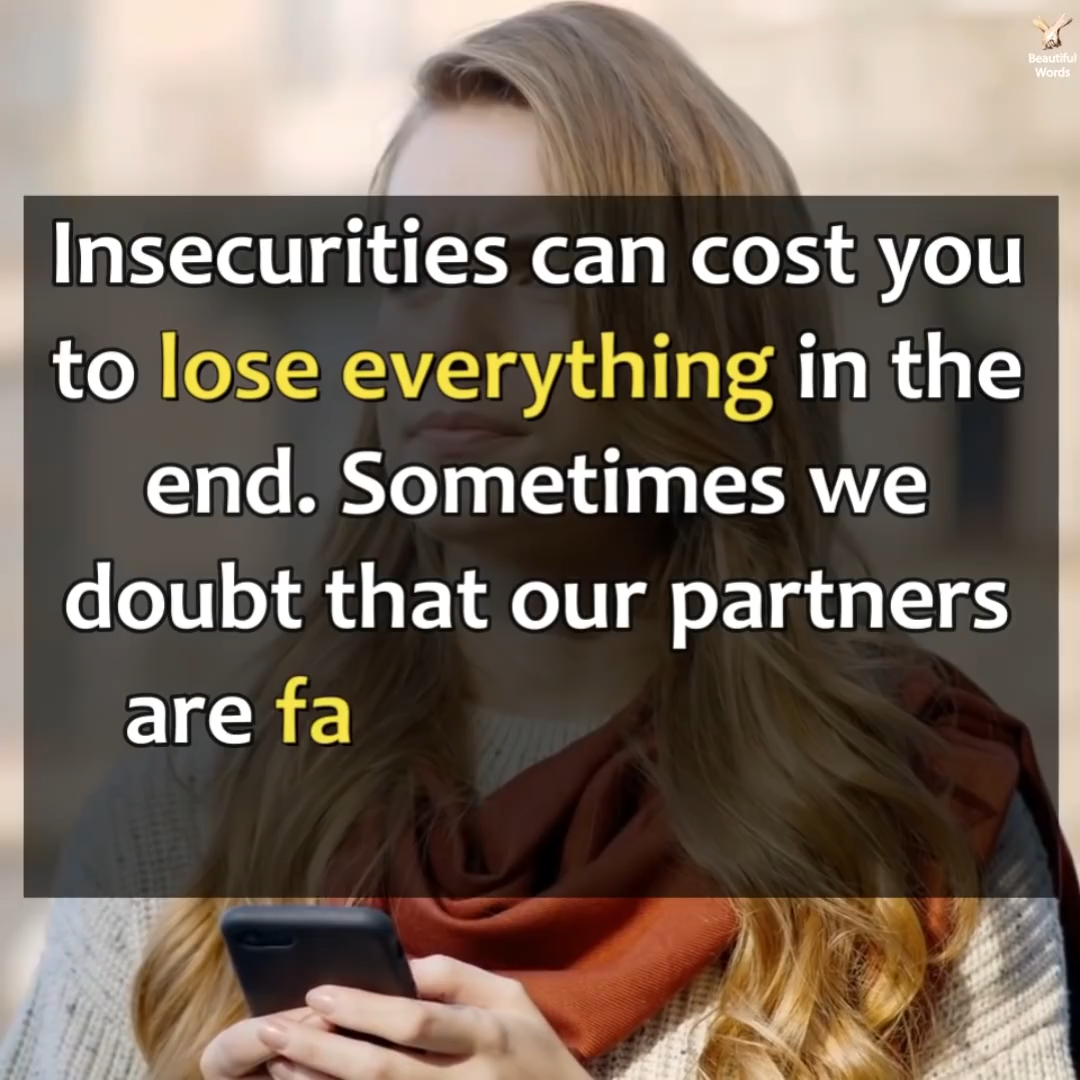 Beautiful
Words
Insecurities can cost you
to lose everything in the
end. Sometimes we
doubt that our partners
are fa